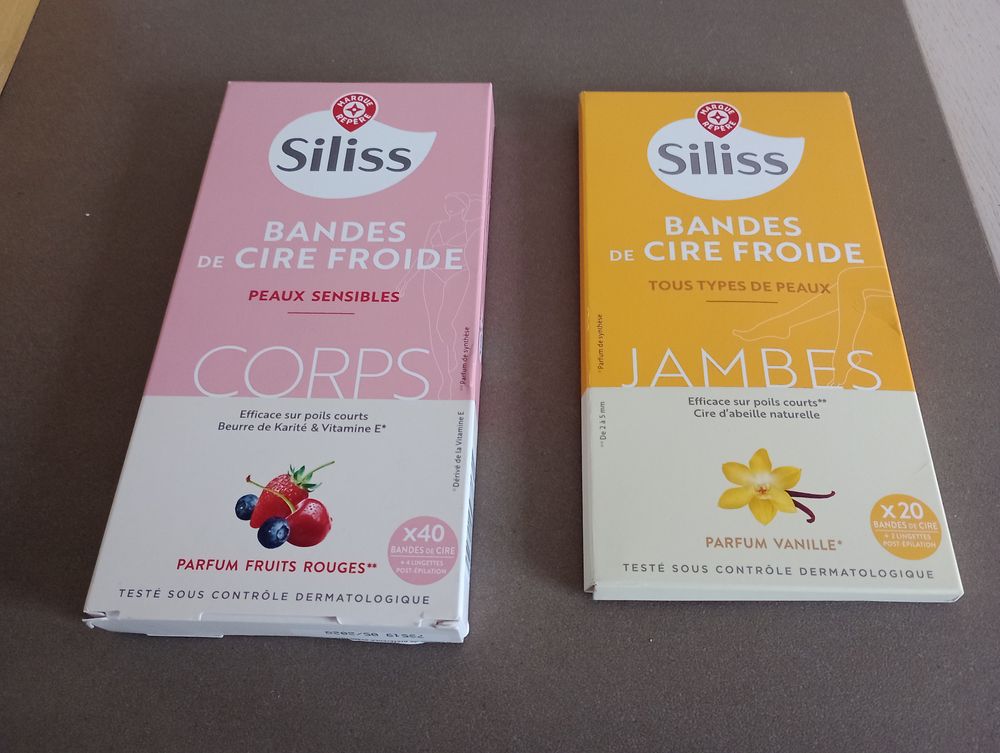 MARQUE REPÈRE
Siliss
BANDES
DE CIRE FROIDE
PEAUX SENSIBLES
CORPS
**Parfum de synthèse
Efficace sur poils courts
Beurre de Karité & Vitamine E*
*Dérivé de la Vitamine E
x40
BANDES DE CIRE
+ 4 LINGETTES
POST-ÉPILATION
PARFUM FRUITS ROUGES**
TESTÉ SOUS CONTRÔLE DERMATOLOGIQUE
MARQUE REPÈRE
Siliss
BANDES
DE CIRE FROIDE
TOUS TYPES DE PEAUX
JAMBES
*Parfum de synthèse
Efficace sur poils courts**
Cire d'abeille naturelle
**De 2 à 5 mm
x20
BANDES DE CIRE
+ 2 LINGETTES
POST-ÉPILATION
PARFUM VANILLE*
TESTÉ SOUS CONTRÔLE DERMATOLOGIQUE